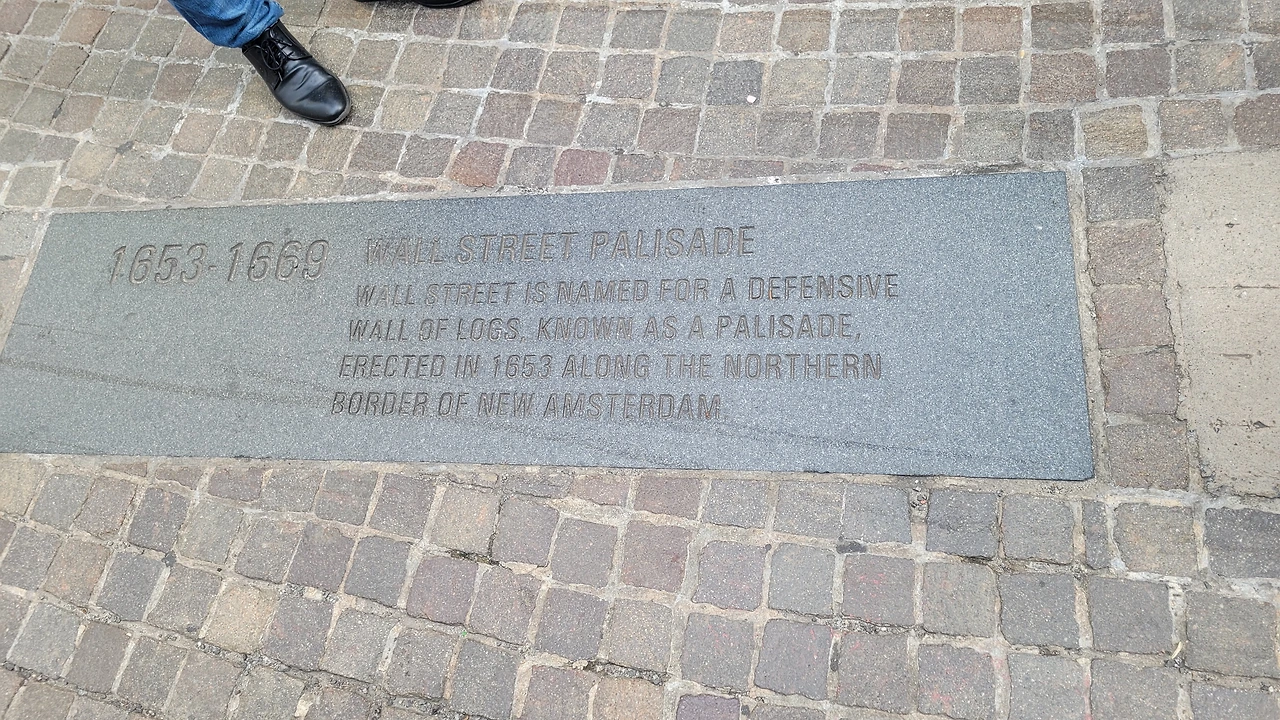 1653-1669 WALL STREET PALISADE
WALL STREET IS NAMED FOR A DEFENSIVE
WALL OF LOGS, KNOWN AS A PALISADE,
ERECTED IN 1653 ALONG THE NORTHERN
BORDER OF NEW AMSTERDAM.